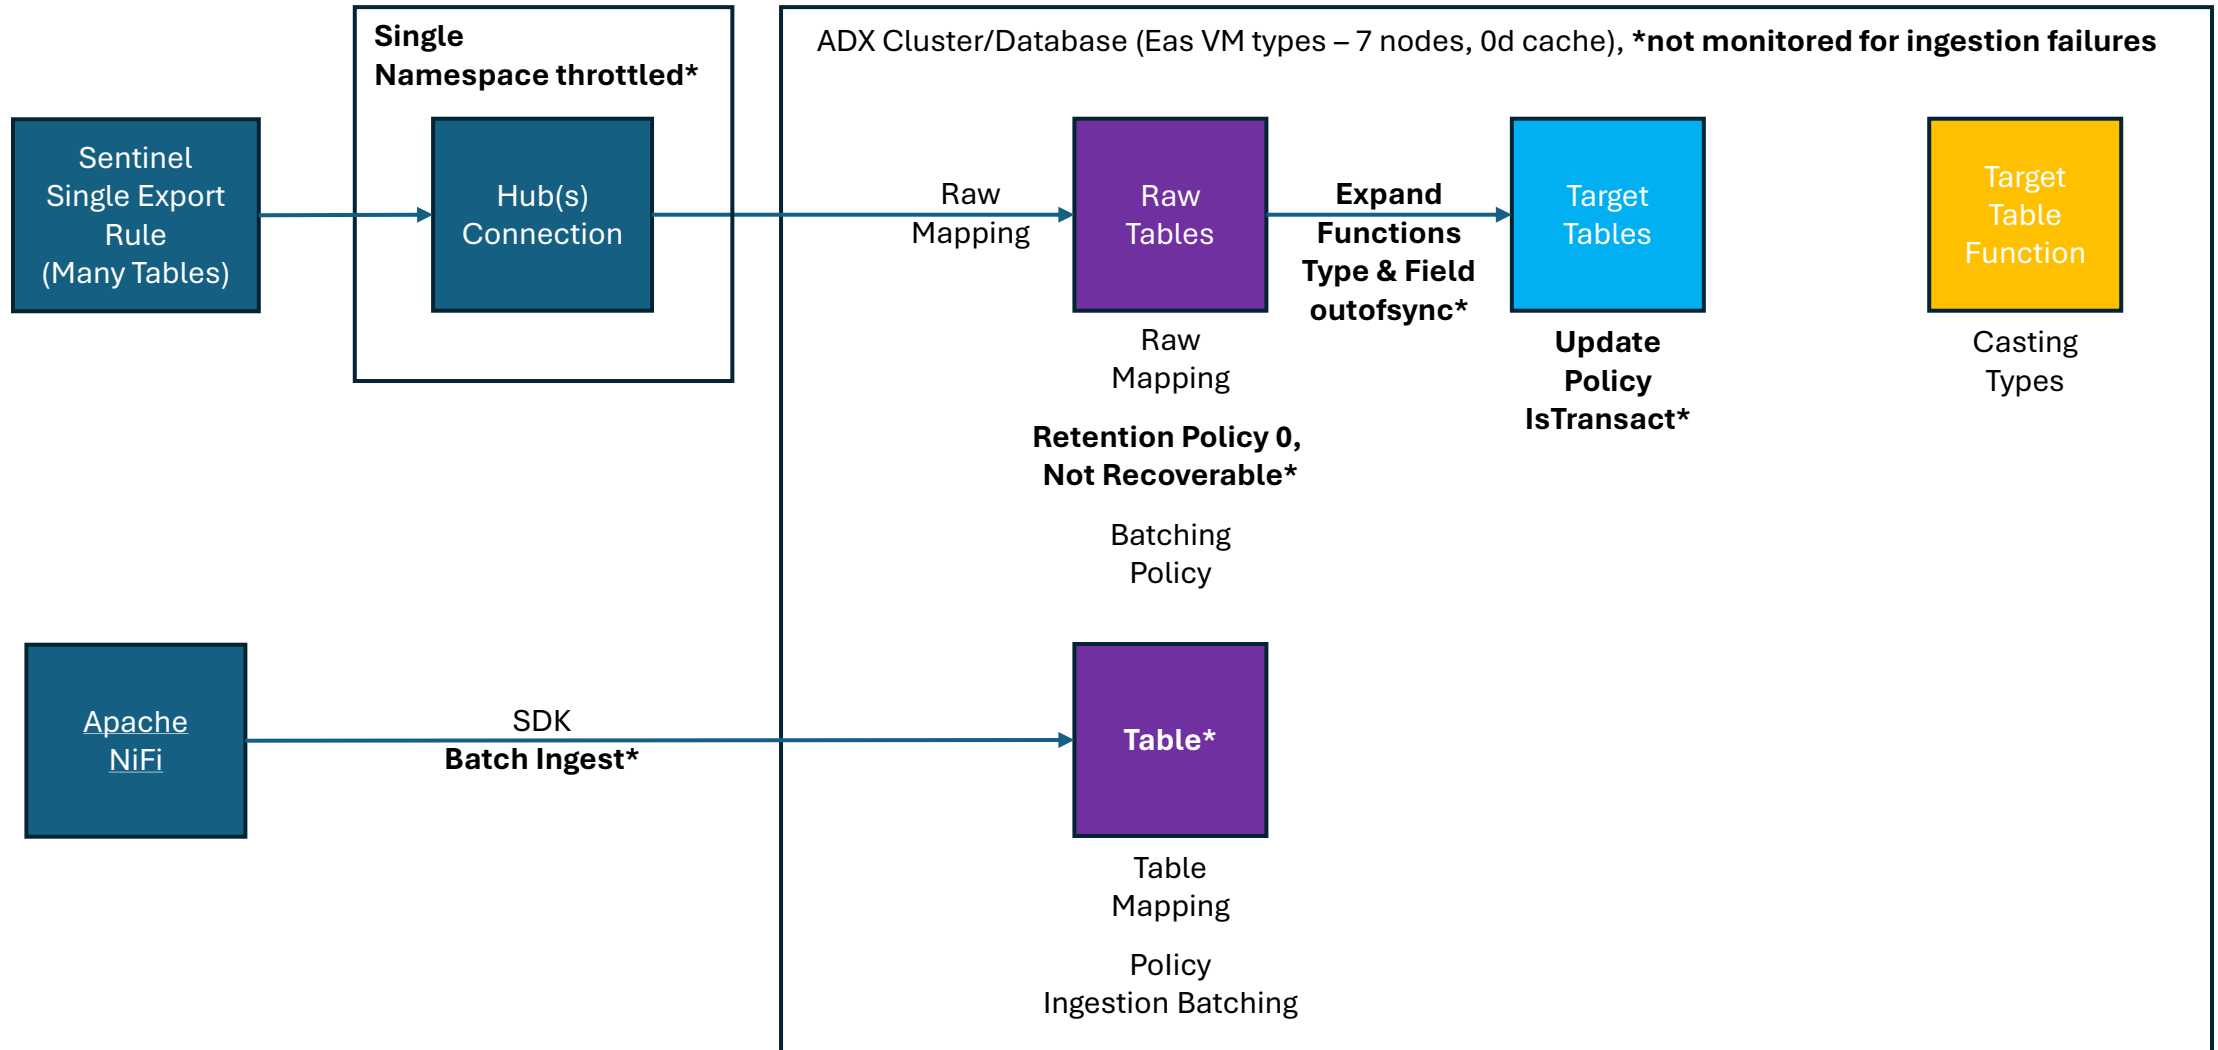 Single
Namespace throttled*
ADX Cluster/Database (Eas VM types – 7 nodes, 0d cache), *not monitored for ingestion failures
Sentinel
Single Export
Rule
(Many Tables)
Hub(s)
Connection
Raw
Mapping
Raw
Tables
Expand
Functions
Type & Field
outofsync*
Target
Tables
Target
Table
Function
Raw
Mapping
Retention Policy 0,
Not Recoverable*
Batching
Policy
Update
Policy
IsTransact*
Casting
Types
Apache
NiFi
SDK
Batch Ingest*
Table*
Table
Mapping
Policy
Ingestion Batching